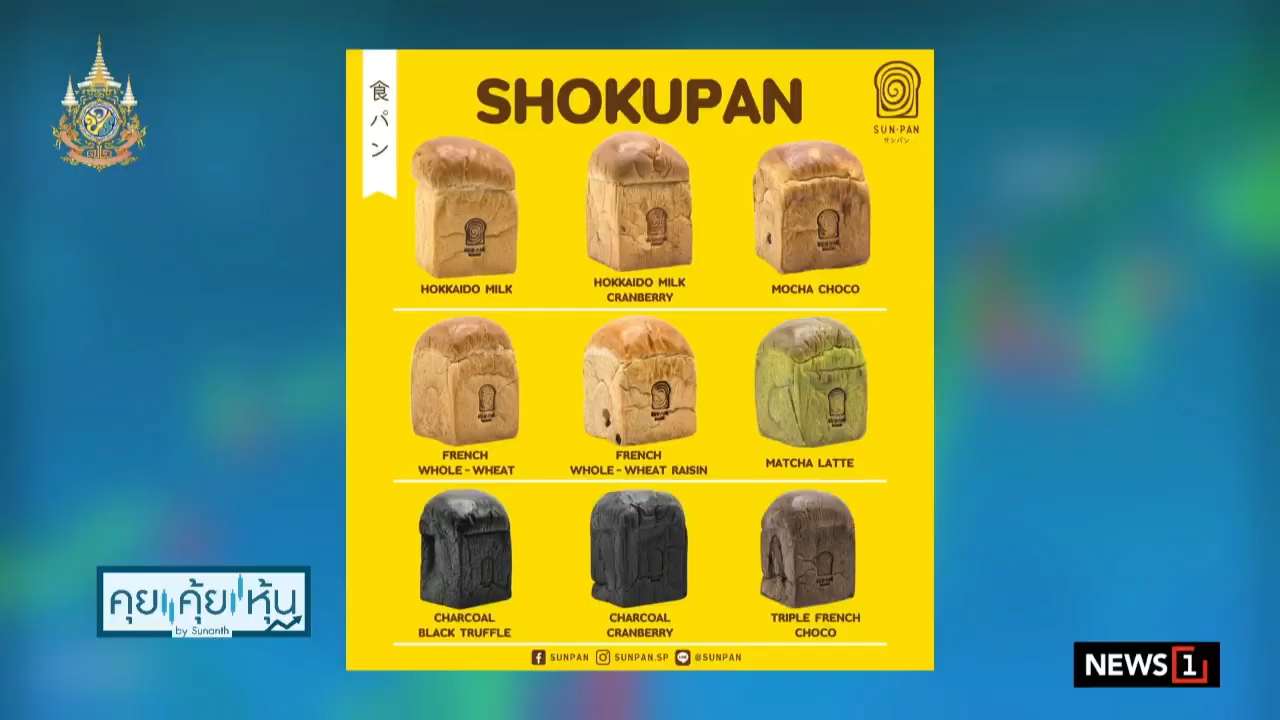 食パン
SHOKUPAN
SUN·PAN
サンパン
HOKKAIDO MILK
HOKKAIDO MILK
CRANBERRY
MOCHA CHOCO
FRENCH
WHOLE-WHEAT
FRENCH
WHOLE-WHEAT RAISIN
MATCHA LATTE
CHARCOAL
BLACK TRUFFLE
CHARCOAL
CRANBERRY
TRIPLE FRENCH
CHOCO
SUNPAN SUNPAN.SP @SUNPAN
คุย คุ้ย หุ้น
by Sunanth
NEWS 1